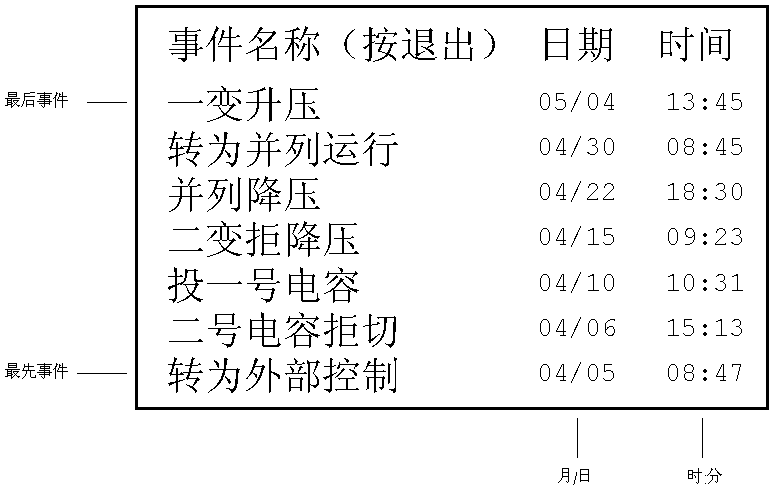 事件名称（按退出） 日期 时间
最后事件 一变升压 05/04 13:45
转为并列运行 04/30 08:45
并列降压 04/22 18:30
二变拒降压 04/15 09:23
投一号电容 04/10 10:31
二号电容拒切 04/06 15:13
最先事件 转为外部控制 04/05 08:47
月/日 时:分